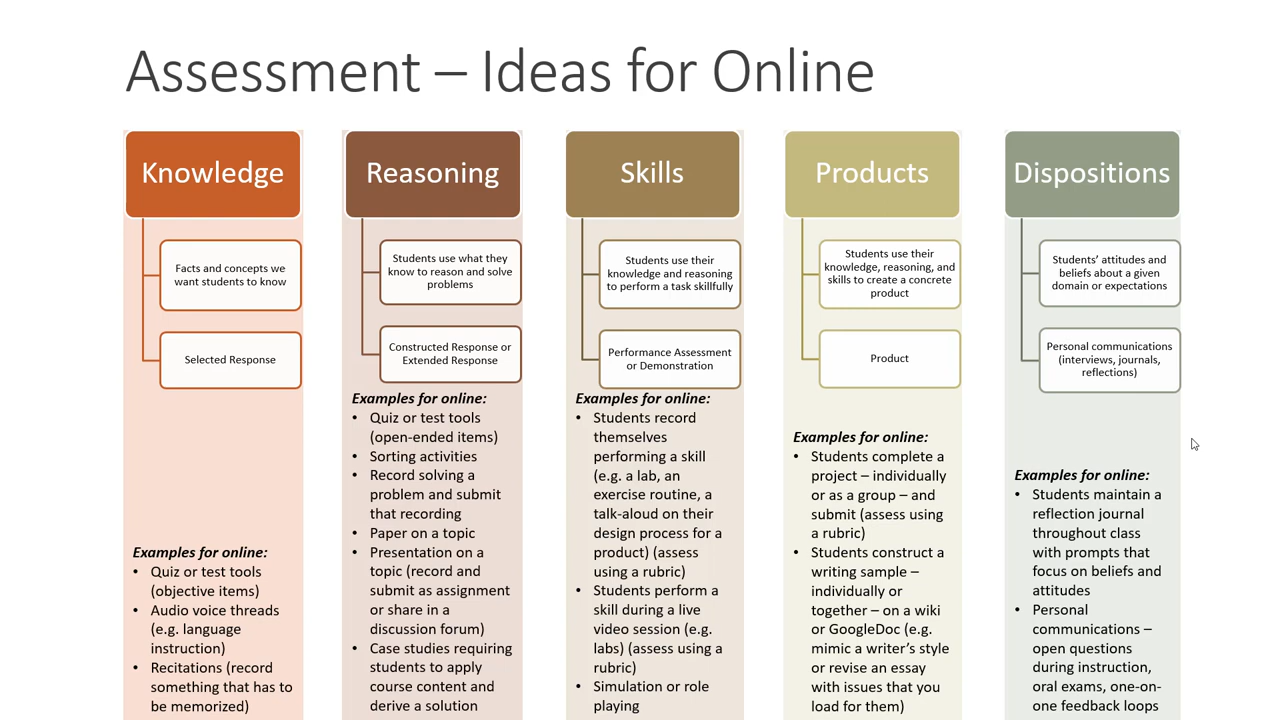 Assessment – Ideas for Online
Knowledge
Facts and concepts we
want students to know
Selected Response
Examples for online:
• Quiz or test tools
(objective items)
• Audio voice threads
(e.g. language
instruction)
• Recitations (record
something that has to
be memorized)
Reasoning
Students use what they
know to reason and solve
problems
Constructed Response or
Extended Response
Examples for online:
• Quiz or test tools
(open-ended items)
• Sorting activities
• Record solving a
problem and submit
that recording
• Paper on a topic
• Presentation on a
topic (record and
submit as assignment
or share in a
discussion forum)
• Case studies requiring
students to apply
course content and
derive a solution
Skills
Students use their
knowledge and reasoning
to perform a task skillfully
Performance Assessment
or Demonstration
Examples for online:
• Students record
themselves
performing a skill
(e.g. a lab, an
exercise routine, a
talk-aloud on their
design process for a
product) (assess
using a rubric)
• Students perform a
skill during a live
video session (e.g.
labs) (assess using a
rubric)
• Simulation or role
playing
Products
Students use their
knowledge, reasoning, and
skills to create a concrete
product
Product
Examples for online:
• Students complete a
project – individually
or as a group – and
submit (assess using
a rubric)
• Students construct a
writing sample –
individually or
together – on a wiki
or GoogleDoc (e.g.
mimic a writer's style
or revise an essay
with issues that you
load for them)
Dispositions
Students' attitudes and
beliefs about a given
domain or expectations
Personal communications
(interviews, journals,
reflections)
Examples for online:
• Students maintain a
reflection journal
throughout class
with prompts that
focus on beliefs and
attitudes
• Personal
communications –
open questions
during instruction,
oral exams, one-on-
one feedback loops